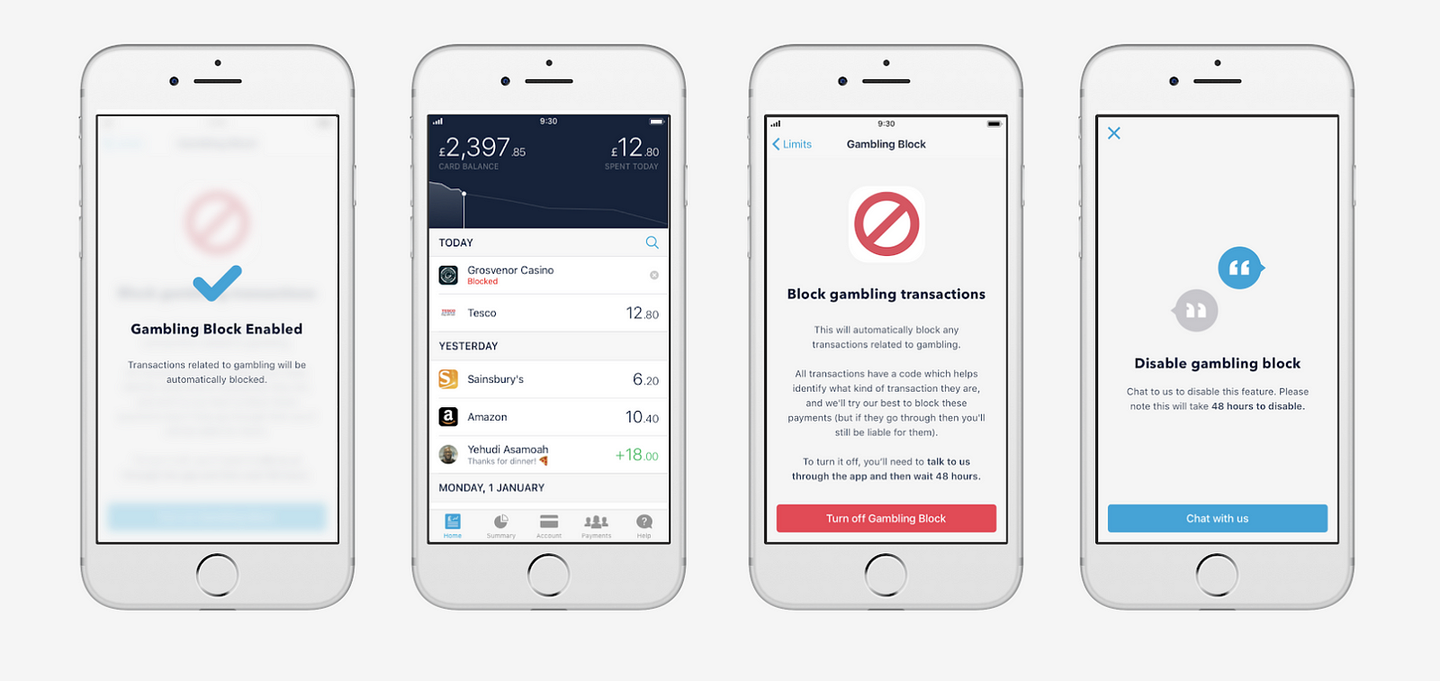 Gambling Block Enabled
Transactions related to gambling will be
automatically blocked.
9:30
£2,397.85
£12.80
CARD BALANCE
SPENT TODAY
TODAY
Grosvenor Casino
Blocked
Tesco
12.80
YESTERDAY
Sainsbury's
6.20
Amazon
10.40
Yehudi Asamoah
Thanks for dinner! 🍕
+18.00
MONDAY, 1 JANUARY
Home
Summary
Account
Payments
Help
9:30
Limits
Gambling Block
Block gambling transactions
This will automatically block any
transactions related to gambling.
All transactions have a code which helps
identify what kind of transaction they are,
and we'll try our best to block these
payments (but if they go through then you'll
still be liable for them).
To turn it off, you'll need to talk to us
through the app and then wait 48 hours.
Turn off Gambling Block
Disable gambling block
Chat to us to disable this feature. Please
note this will take 48 hours to disable.
Chat with us